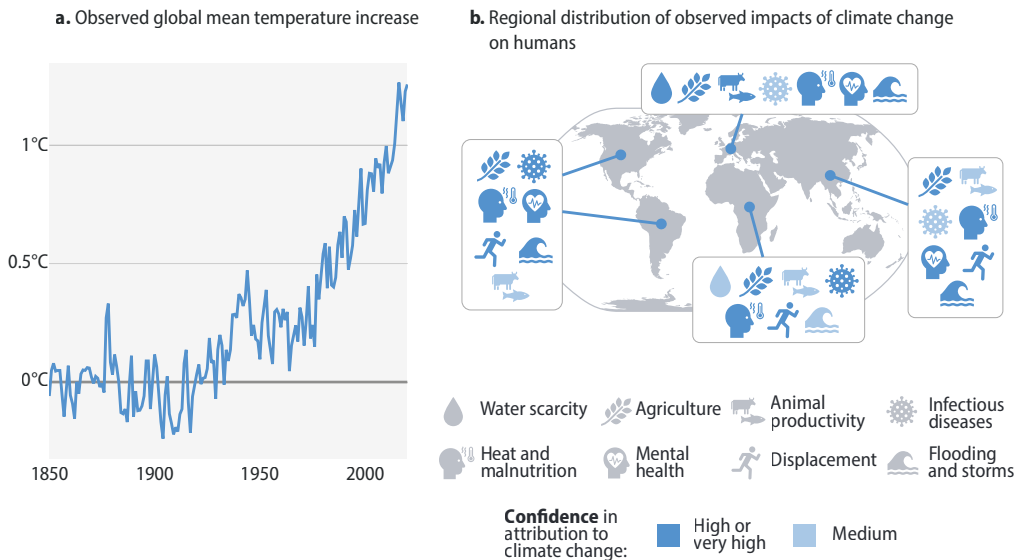 a. Observed global mean temperature increase
1°C
0.5°C
0°C
1850
1900
1950
2000
b. Regional distribution of observed impacts of climate change
on humans
Water scarcity
Agriculture
Animal
productivity
Infectious
diseases
Heat and
malnutrition
Mental
health
Displacement
Flooding
and storms
Confidence in
attribution to
climate change:
High or
very high
Medium